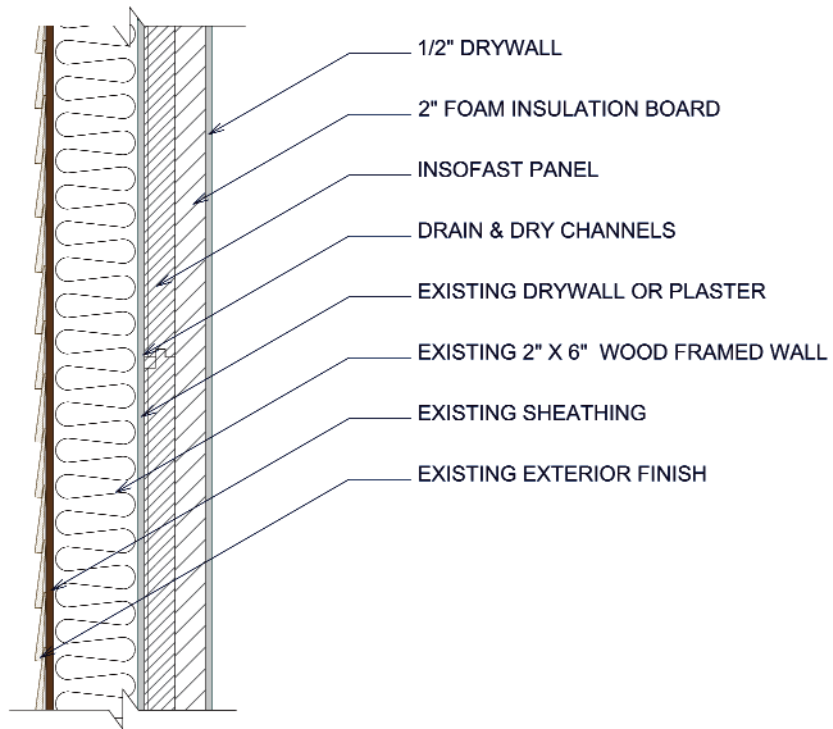 1/2" DRYWALL
2" FOAM INSULATION BOARD
INSOFAST PANEL
DRAIN & DRY CHANNELS
EXISTING DRYWALL OR PLASTER
EXISTING 2" X 6" WOOD FRAMED WALL
EXISTING SHEATHING
EXISTING EXTERIOR FINISH